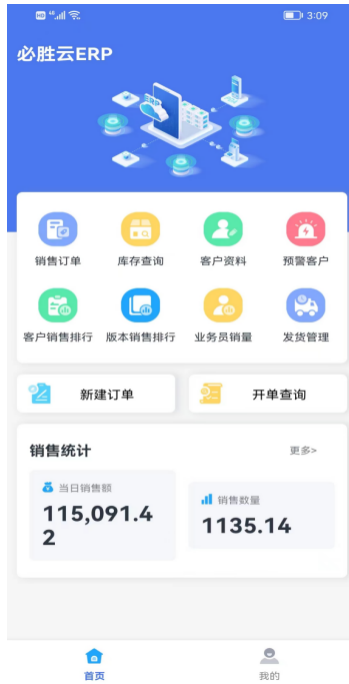 HD 4G 3:09
必胜云ERP
ERP
销售订单 库存查询 客户资料 预警客户
客户销售排行 版本销售排行 业务员销量 发货管理
新建订单 开单查询
销售统计 更多>
当日销售额
115,091.4
2
销售数量
1135.14
首页 我的